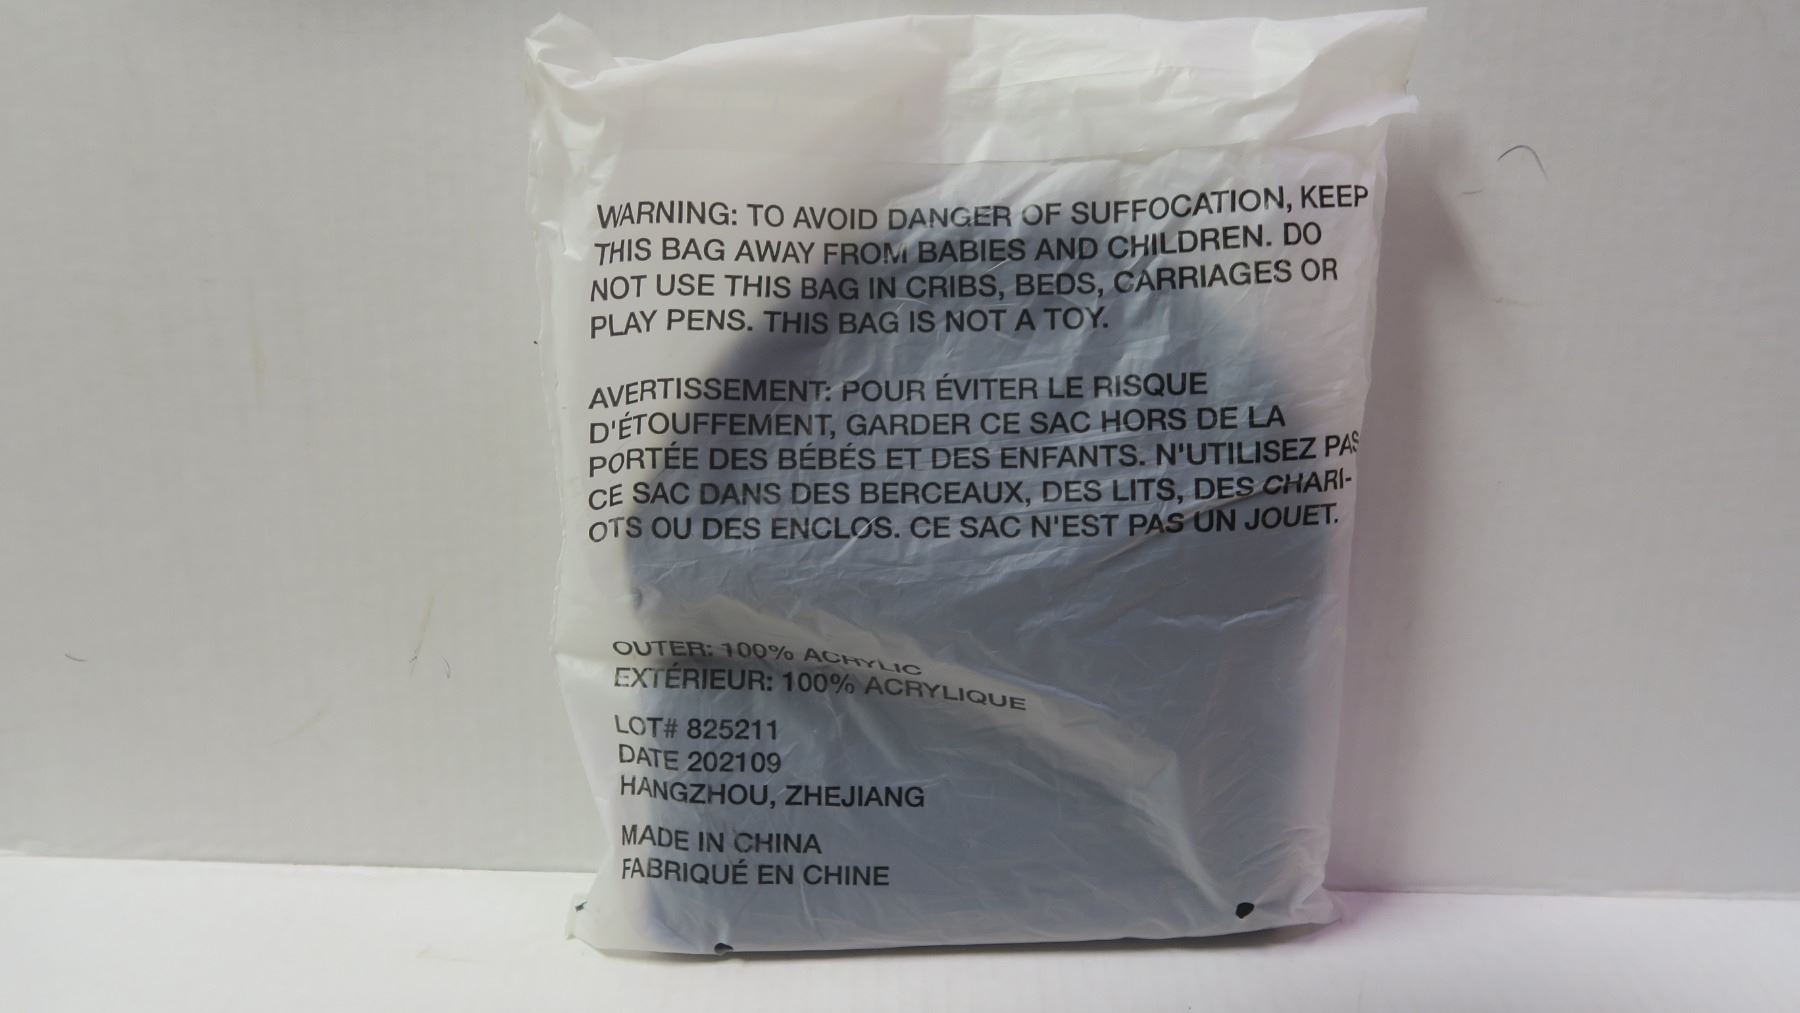 WARNING: TO AVOID DANGER OF SUFFOCATION, KEEP
THIS BAG AWAY FROM BABIES AND CHILDREN. DO
NOT USE THIS BAG IN CRIBS, BEDS, CARRIAGES OR
PLAY PENS. THIS BAG IS NOT A TOY.
AVERTISSEMENT: POUR ÉVITER LE RISQUE
D'ÉTOUFFEMENT, GARDER CE SAC HORS DE LA
PORTÉE DES BÉBÉS ET DES ENFANTS. N'UTILISEZ PAS
CE SAC DANS DES BERCEAUX, DES LITS, DES CHARI-
OTS OU DES ENCLOS. CE SAC N'EST PAS UN JOUET.
OUTER: 100% ACRYLIC
EXTÉRIEUR: 100% ACRYLIQUE
LOT# 825211
DATE 202109
HANGZHOU, ZHEJIANG
MADE IN CHINA
FABRIQUÉ EN CHINE